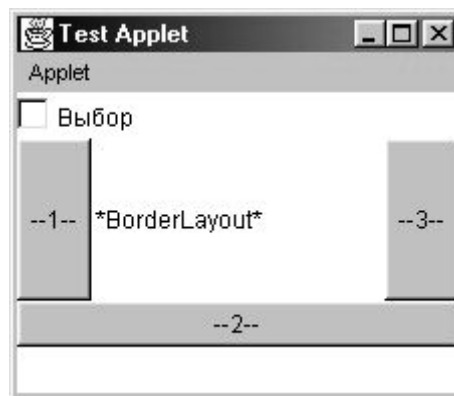 Test Applet
Applet
Выбор
--1-- *BorderLayout* --3--
--2--